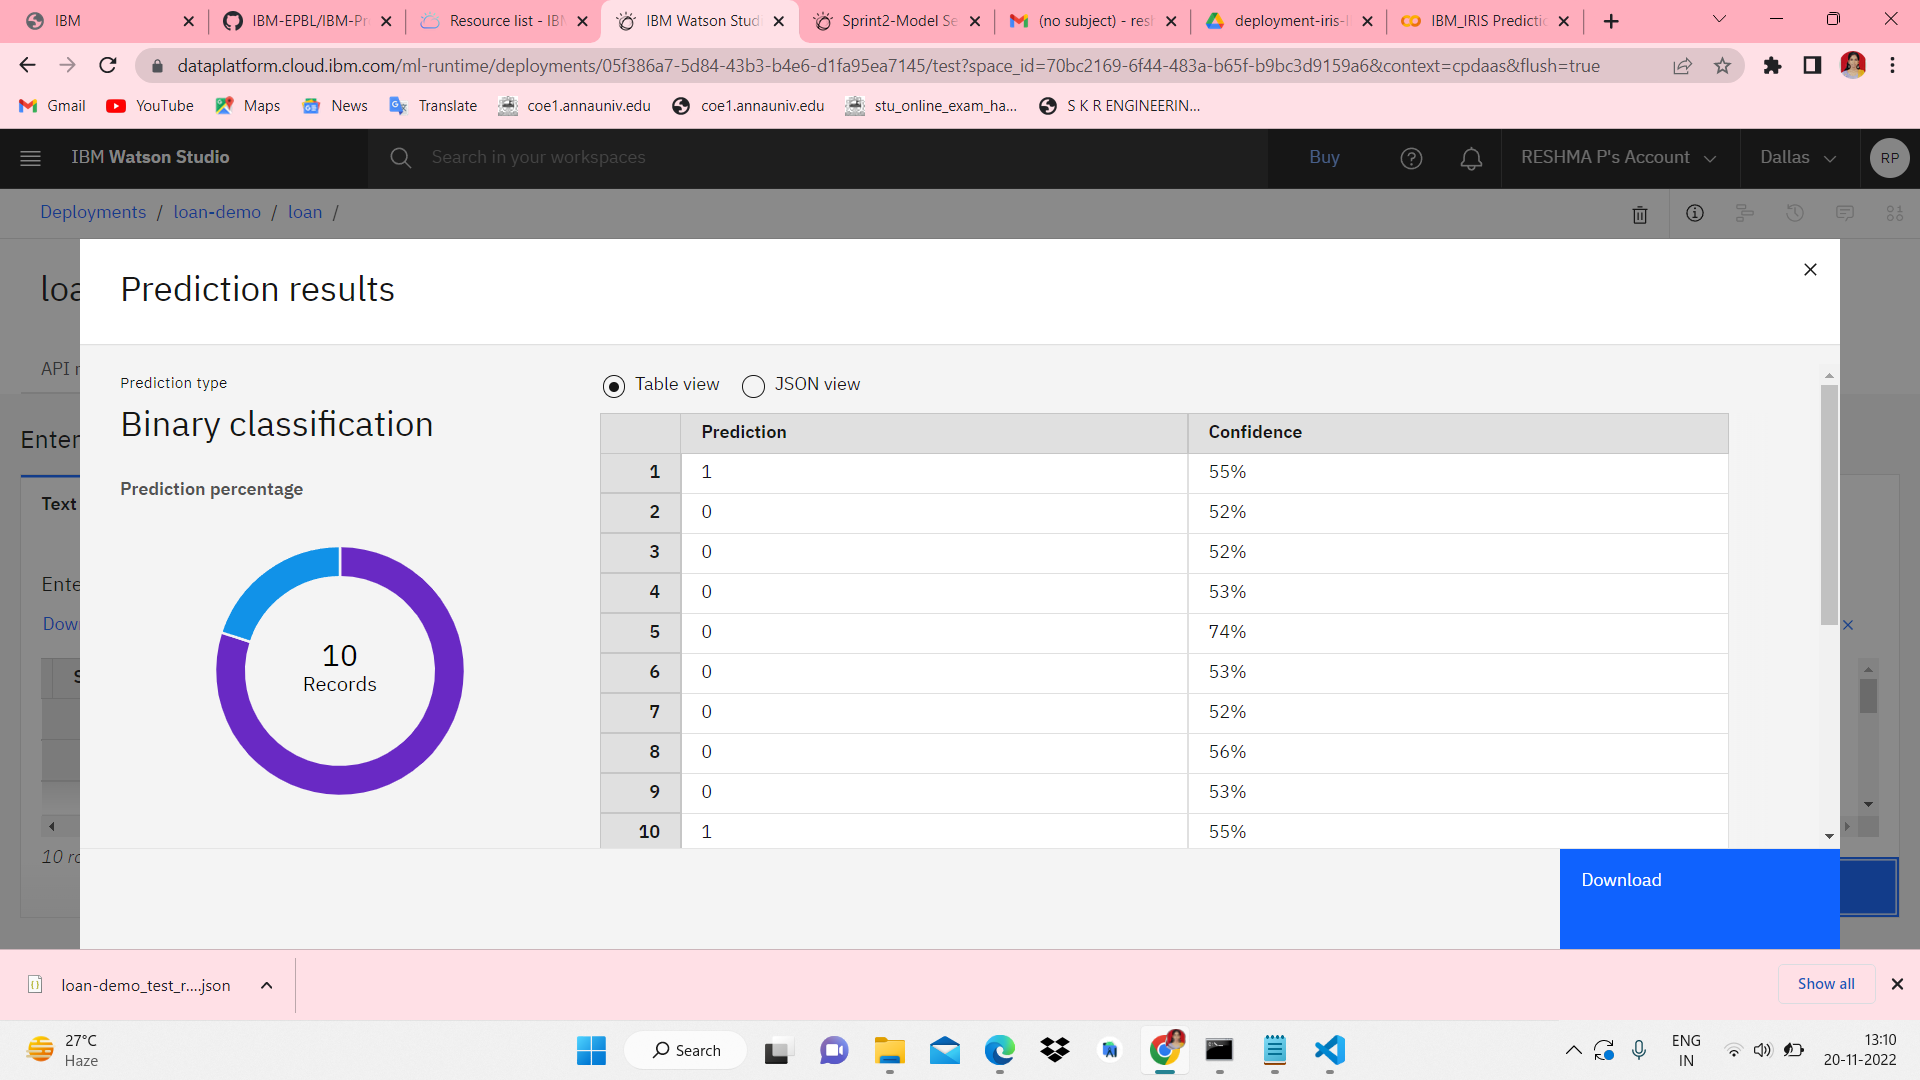 IBM
IBM-EPBL/IBM-Pr
Resource list - IBM
IBM Watson Studi
Sprint2-Model Se
(no subject) - resh
deployment-iris-l
IBM_IRIS Predictio
dataplatform.cloud.ibm.com/ml-runtime/deployments/05f386a7-5d84-43b3-b4e6-d1fa95ea7145/test?space_id=70bc2169-6f44-483a-b65f-b9bc3d9159a6&context=cpdaas&flush=true
Gmail
YouTube
Maps
News
Translate
coe1.annauniv.edu
coe1.annauniv.edu
stu_online_exam_ha...
S K R ENGINEERIN...
IBM Watson Studio
Search in your workspaces
Buy
RESHMA P's Account
Dallas
RP
Deployments / loan-demo / loan /
loa
Prediction results
API r
Prediction type
Binary classification
Prediction percentage
Table view
JSON view
Enter
Text
Ente
Dow
S
10 ro
10
Records
Prediction Confidence
1 1 55%
2 0 52%
3 0 52%
4 0 53%
5 0 74%
6 0 53%
7 0 52%
8 0 56%
9 0 53%
10 1 55%
Download
loan-demo_test_r....json
Show all
27°C
Haze
Search
ENG
IN
13:10
20-11-2022